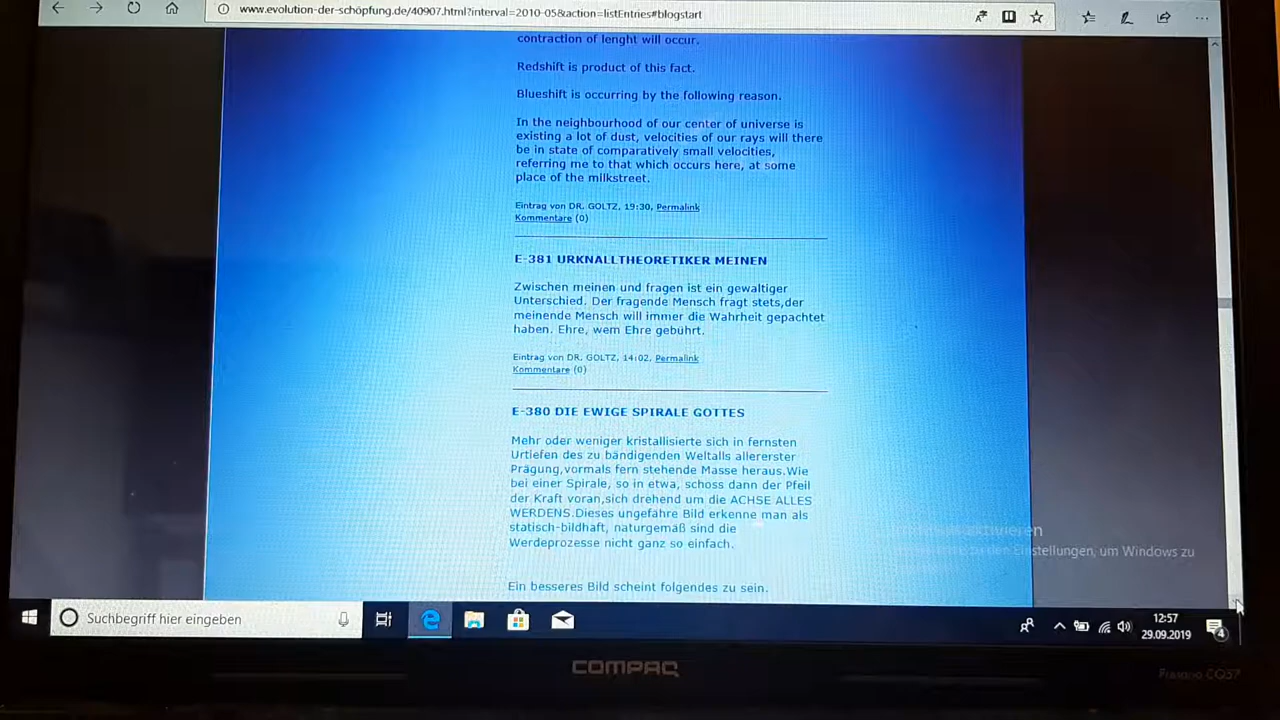 www.evolution-der-schöpfung.de/40907.html?interval=2010-05&action=listEntries#blogstart
contraction of lenght will occur.
Redshift is product of this fact.
Blueshift is occurring by the following reason.
In the neighbourhood of our center of universe is
existing a lot of dust, velocities of our rays will there
be in state of comparatively small velocities,
referring me to that which occurs here, at some
place of the milkstreet.
Eintrag von DR. GOLTZ, 19:30, Permalink
Kommentare (0)
E-381 URKNALLTHEORETIKER MEINEN
Zwischen meinen und fragen ist ein gewaltiger
Unterschied. Der fragende Mensch fragt stets,der
meinende Mensch will immer die Wahrheit gepachtet
haben. Ehre, wem Ehre gebührt.
Eintrag von DR. GOLTZ, 14:02, Permalink
Kommentare (0)
E-380 DIE EWIGE SPIRALE GOTTES
Mehr oder weniger kristallisierte sich in fernsten
Urtiefen des zu bändigenden Weltalls allererster
Prägung,vormals fern stehende Masse heraus.Wie
bei einer Spirale, so in etwa, schoss dann der Pfeil
der Kraft voran,sich drehend um die ACHSE ALLES
WERDENS.Dieses ungefähre Bild erkenne man als
statisch-bildhaft, naturgemäß sind die
Werdeprozesse nicht ganz so einfach.
Ein besseres Bild scheint folgendes zu sein.
Einstellungen, um Windows zu
Suchbegriff hier eingeben
12:57
29.09.2019
4
COMPAQ
Presario CQ57